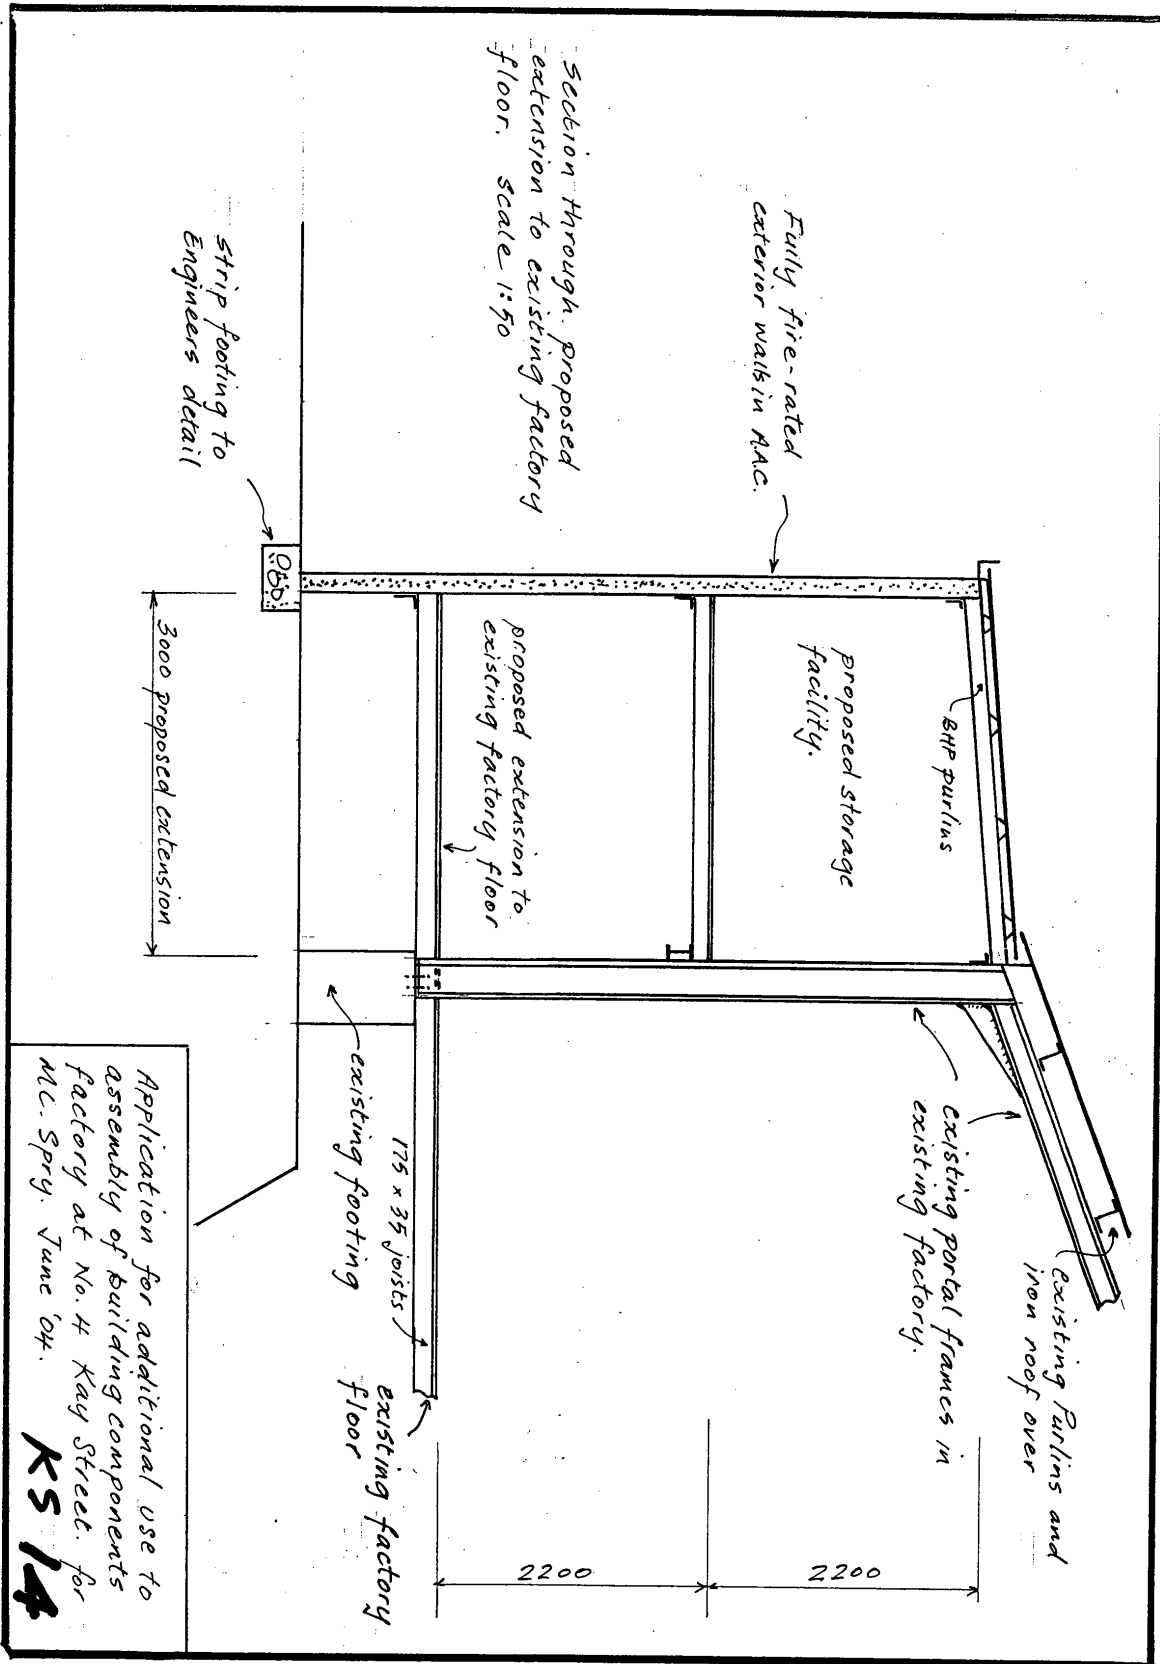 Section through proposed
extension to existing factory
floor. scale 1:50
Fully fire-rated
exterior walls in A.A.C.
Strip footing to
Engineers detail
3000 proposed extension
proposed extension to
existing factory floor
proposed storage
facility.
BHP purlins
existing Purlins and
iron roof over
existing portal frames in
existing factory.
175 x 35 joists
existing footing
existing factory
floor
2200
2200
Application for additional use to
assembly of building components
factory at No. 4 Kay Street. for
MC. Spry. June '04.
KS 14